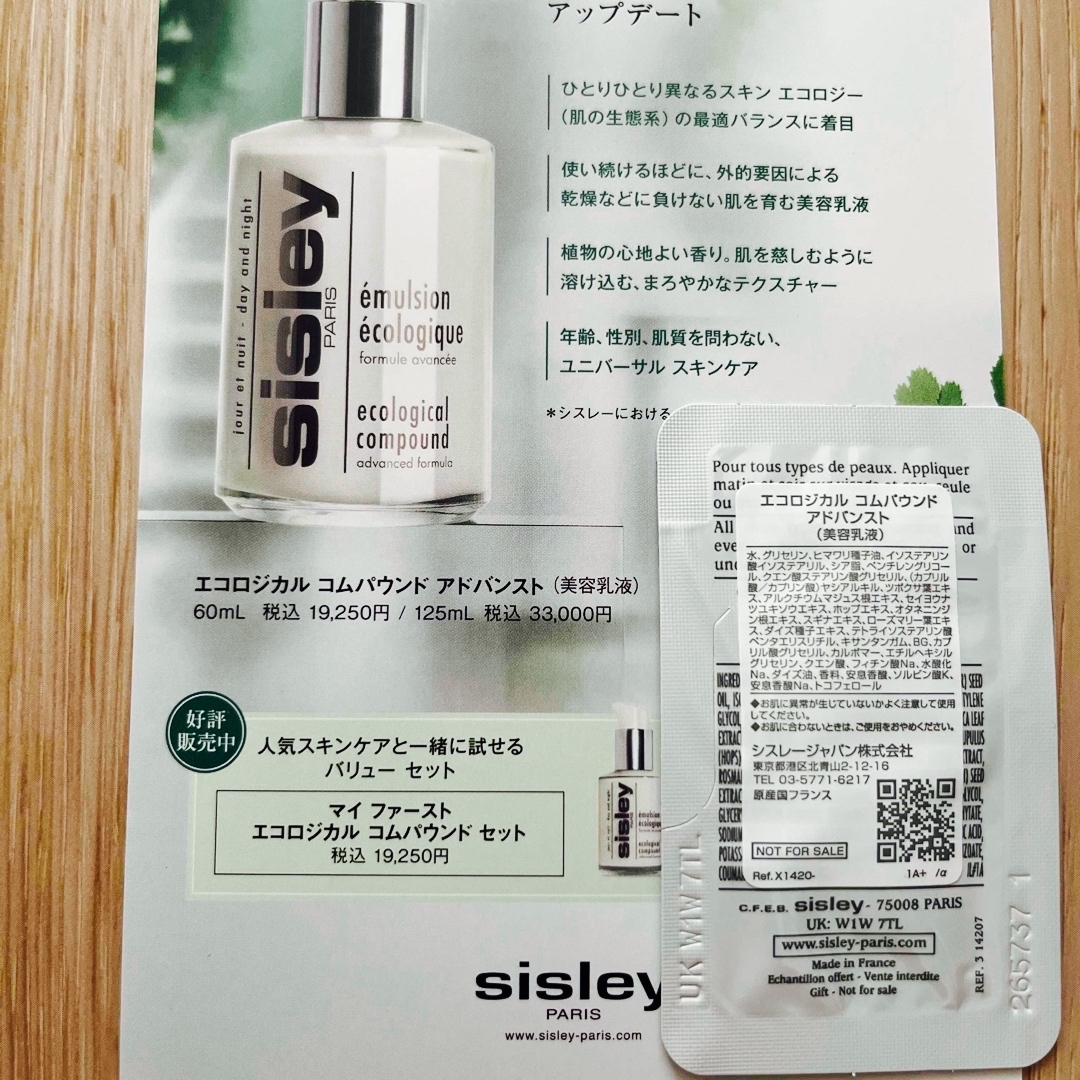 アップデート
ひとりひとり異なるスキン エコロジー
（肌の生態系）の最適バランスに着目
使い続けるほどに、外的要因による
乾燥などに負けない肌を育む美容乳液
植物の心地よい香り。肌を慈しむように
溶け込む、まろやかなテクスチャー
年齢、性別、肌質を問わない、
ユニバーサル スキンケア
＊シスレーにおける
jour et nuit - day and night
sisley
PARIS
émulsion
écologique
formule avancée
ecological
compound
advanced formula
エコロジカル コムパウンド アドバンスト（美容乳液）
60mL 税込 19,250円 / 125mL 税込 33,000円
好評
販売中
人気スキンケアと一緒に試せる
バリュー セット
マイ ファースト
エコロジカル コムパウンド セット
税込 19,250円
sisley
sisley
PARIS
www.sisley-paris.com
Pour tous types de peaux. Appliquer
ou
All
or
エコロジカル コムパウンド
アドバンスト
（美容乳液）
水、グリセリン、ヒマワリ種子油、イソステアリン
酸イソステアリル、シア脂、ペンチレングリコー
ル、クエン酸ステアリン酸グリセリル、（カプリル
酸／カプリン酸）ヤシアルキル、ツボクサ葉エキ
ス、アルクチウムマジュス根エキス、セイヨウナ
ツユキソウエキス、ホップエキス、オタネニンジ
ン根エキス、スギナエキス、ローズマリー葉エキ
ス、ダイズ種子エキス、テトライソステアリン酸
ペンタエリスリチル、キサンタンガム、BG、カプ
リル酸グリセリル、カルボマー、エチルヘキシル
グリセリン、クエン酸、フィチン酸Na、水酸化
Na、ダイズ油、香料、安息香酸、ソルビン酸K、
安息香酸Na、トコフェロール
◆お肌に異常が生じていないかよく注意して使用
してください。
◆お肌に合わないときは、ご使用をおやめください。
シスレージャパン株式会社
東京都港区北青山2-12-16
TEL 03-5771-6217
原産国フランス
NOT FOR SALE
Ref.X1420-
1A+ /α
C.F.E.B. sisley - 75008 PARIS
UK: W1W 7TL
www.sisley-paris.com
Made in France
Echantillon offert - Vente interdite
Gift - Not for sale
REF. 3 14207
UK W1W 7TL
265737 1